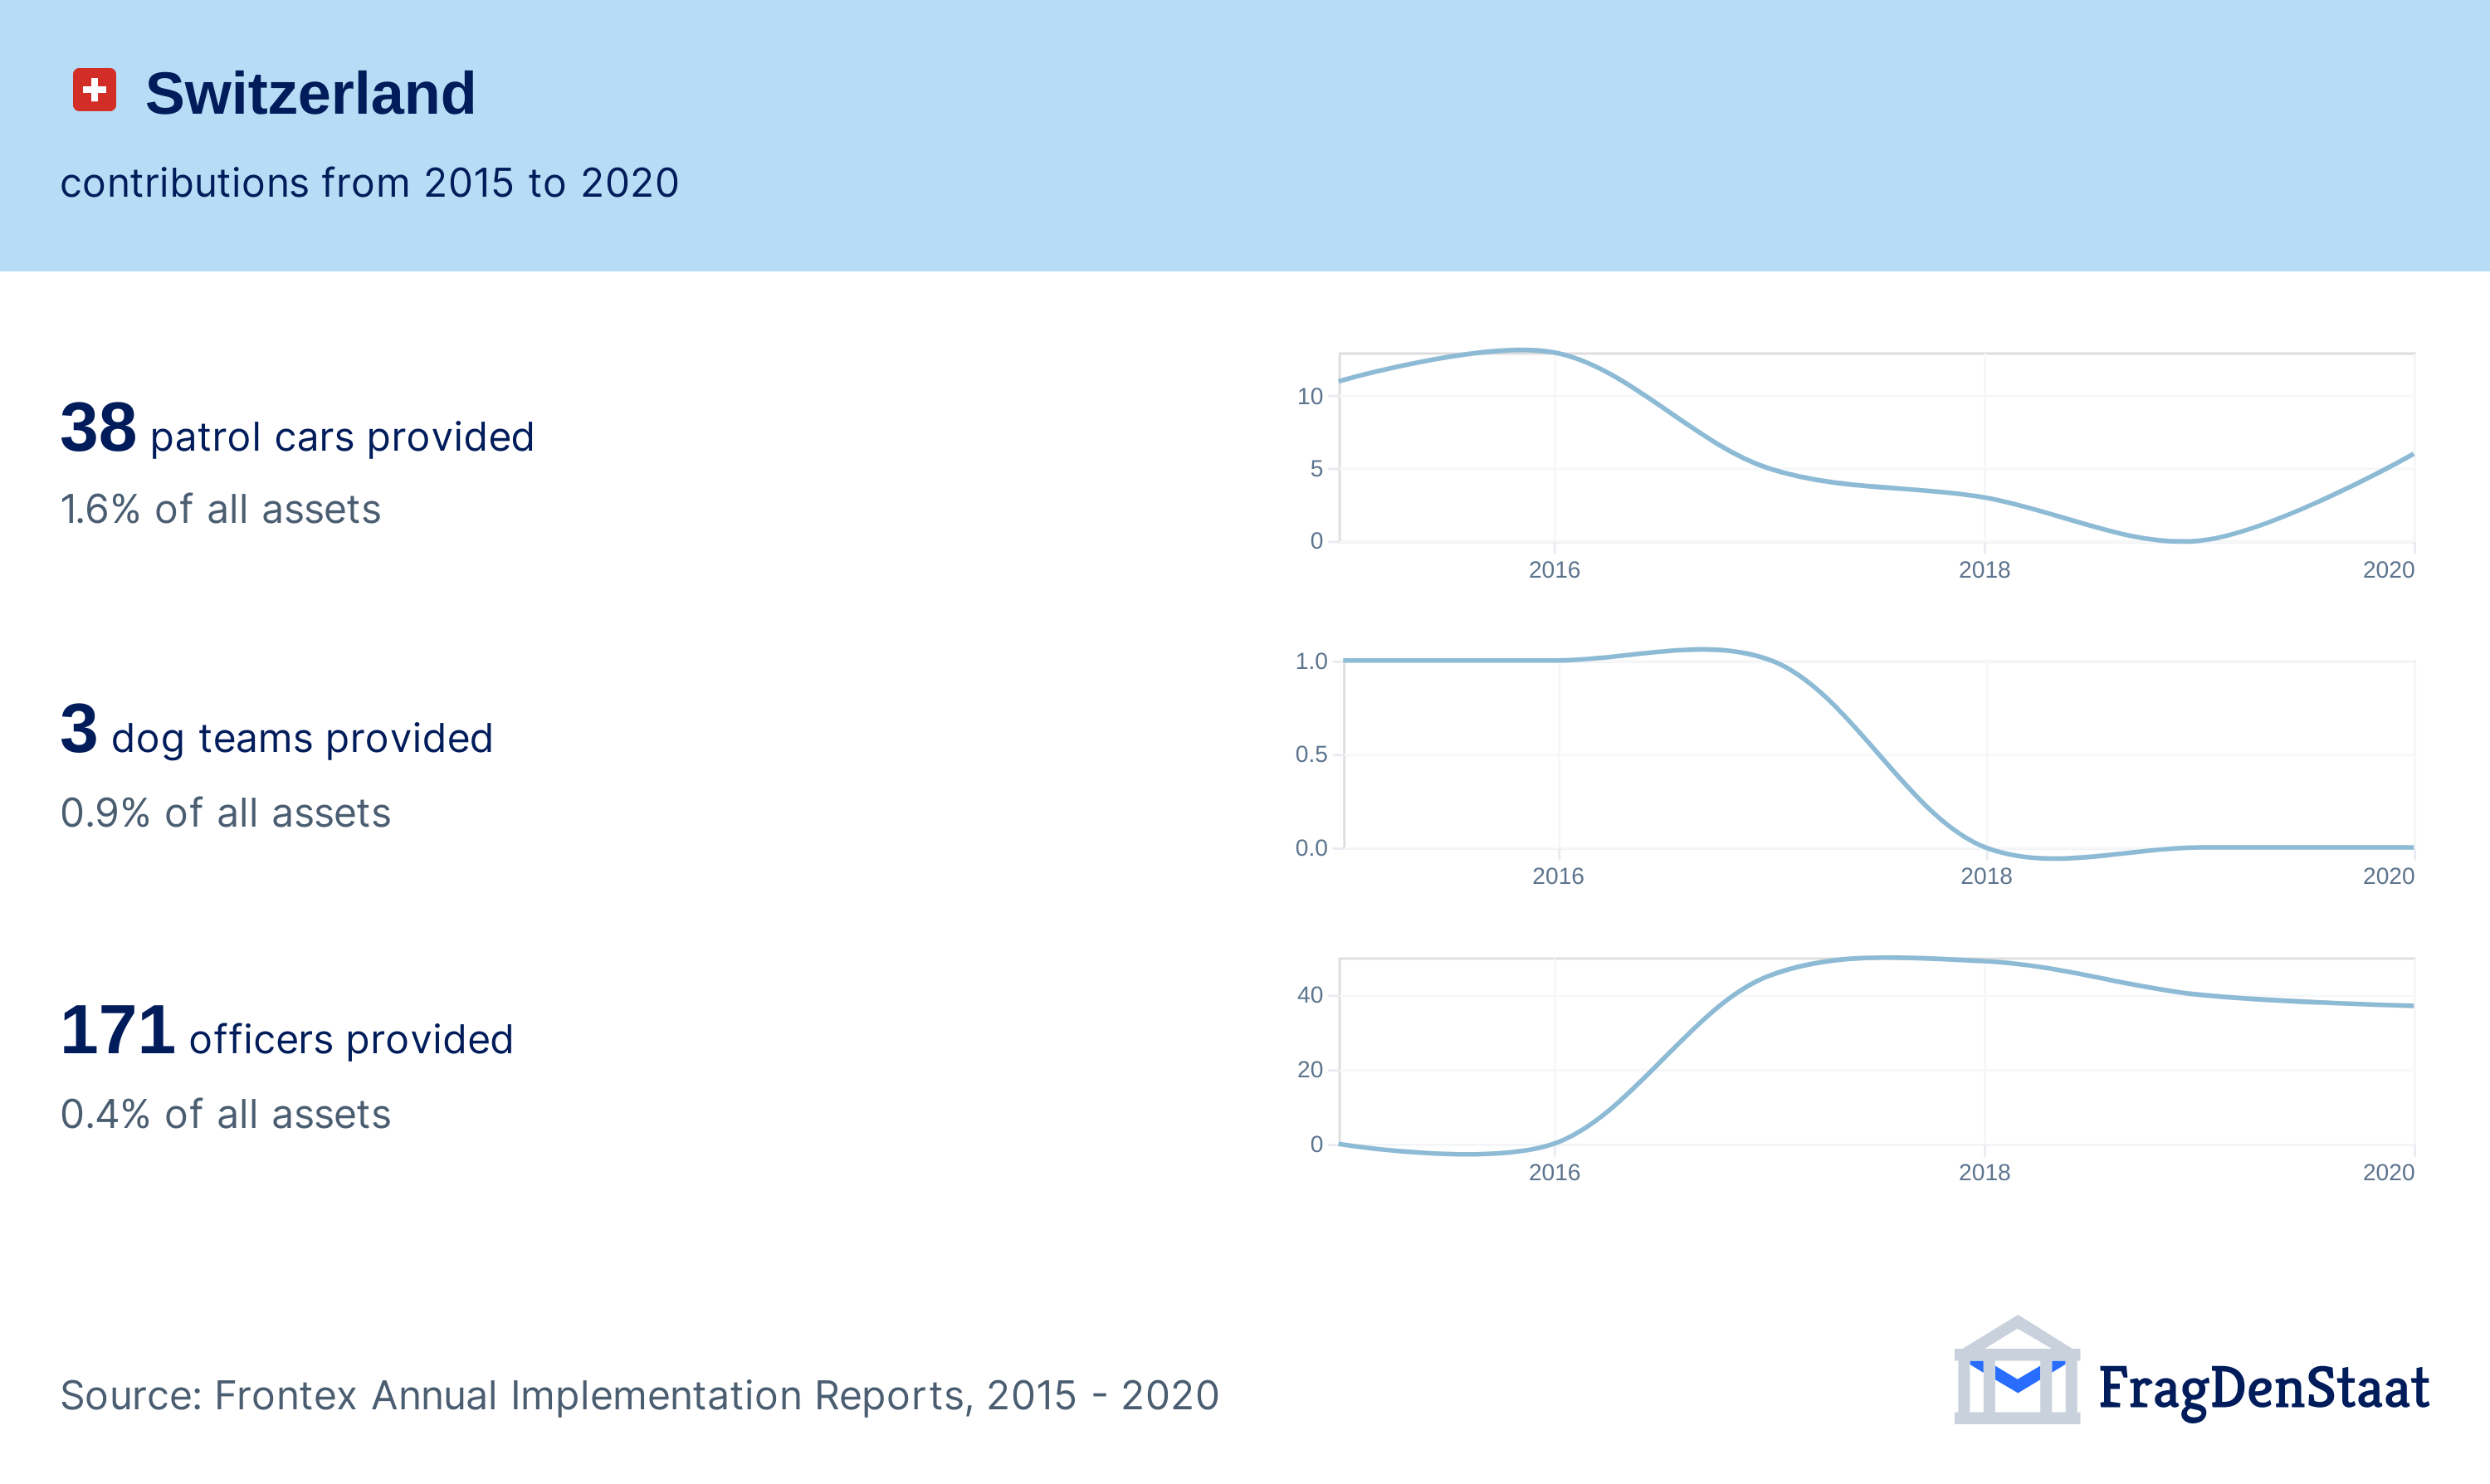 Switzerland
contributions from 2015 to 2020
38 patrol cars provided
1.6% of all assets
10
5
0
2016 2018 2020
3 dog teams provided
0.9% of all assets
1.0
0.5
0.0
2016 2018 2020
171 officers provided
0.4% of all assets
40
20
0
2016 2018 2020
Source: Frontex Annual Implementation Reports, 2015 - 2020
FragDenStaat